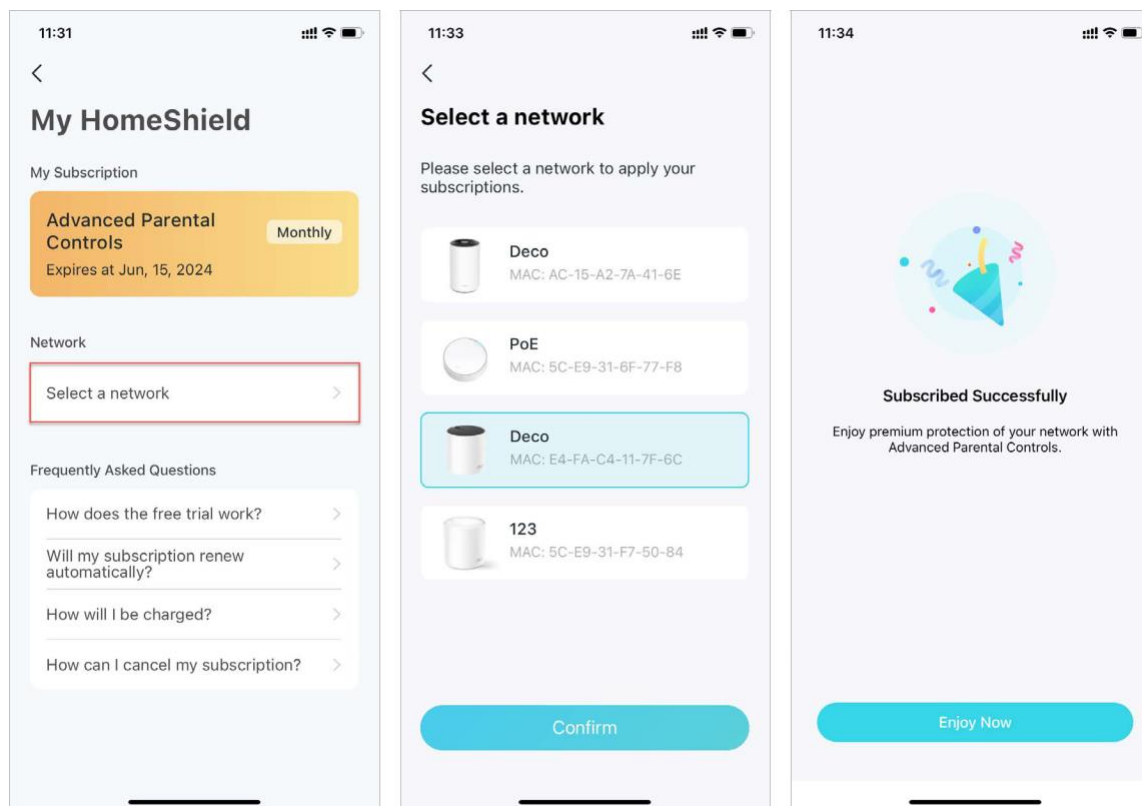 11:31
My HomeShield
My Subscription
Advanced Parental
Controls
Monthly
Expires at Jun, 15, 2024
Network
Select a network
Frequently Asked Questions
How does the free trial work?
Will my subscription renew
automatically?
How will I be charged?
How can I cancel my subscription?
11:33
Select a network
Please select a network to apply your
subscriptions.
Deco
MAC: AC-15-A2-7A-41-6E
PoE
MAC: 5C-E9-31-6F-77-F8
Deco
MAC: E4-FA-C4-11-7F-6C
123
MAC: 5C-E9-31-F7-50-84
Confirm
11:34
Subscribed Successfully
Enjoy premium protection of your network with
Advanced Parental Controls.
Enjoy Now